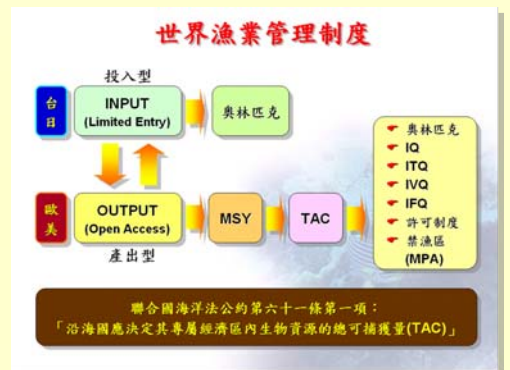 世界漁業管理制度
投入型
台日
INPUT
(Limited Entry)
奧林匹克
歐美
OUTPUT
(Open Access)
產出型
MSY
TAC
奧林匹克
IQ
ITQ
IVQ
IFQ
許可制度
禁漁區
(MPA)
聯合國海洋法公約第六十一條第一項：
「沿海國應決定其專屬經濟區內生物資源的總可捕獲量(TAC)」